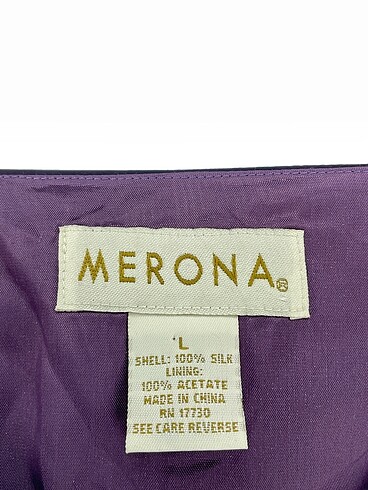 MERONA®
L
SHELL: 100% SILK
LINING:
100% ACETATE
MADE IN CHINA
RN 17730
SEE CARE REVERSE